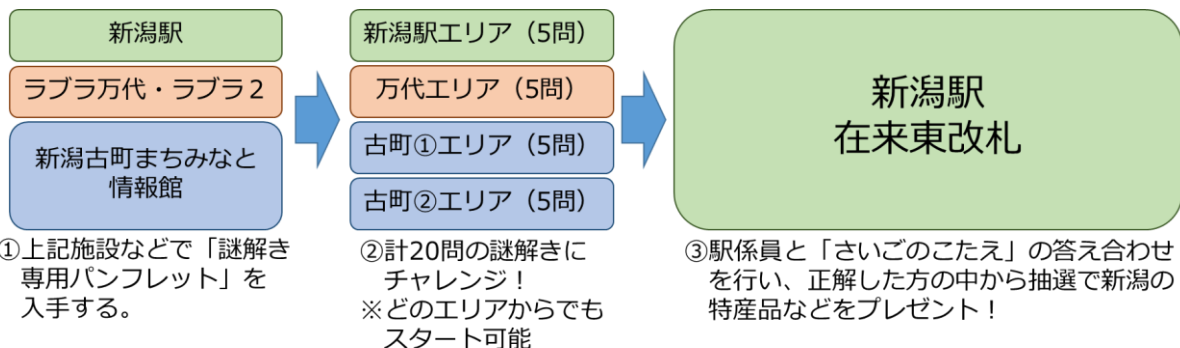 新潟駅
ラブラ万代・ラブラ２
新潟古町まちみなと
情報館
①上記施設などで「謎解き
専用パンフレット」を
入手する。
新潟駅エリア（5問）
万代エリア（5問）
古町①エリア（5問）
古町②エリア（5問）
②計20問の謎解きに
チャレンジ！
※どのエリアからでも
スタート可能
新潟駅
在来東改札
③駅係員と「さいごのこたえ」の答え合わせ
を行い、正解した方の中から抽選で新潟の
特産品などをプレゼント！